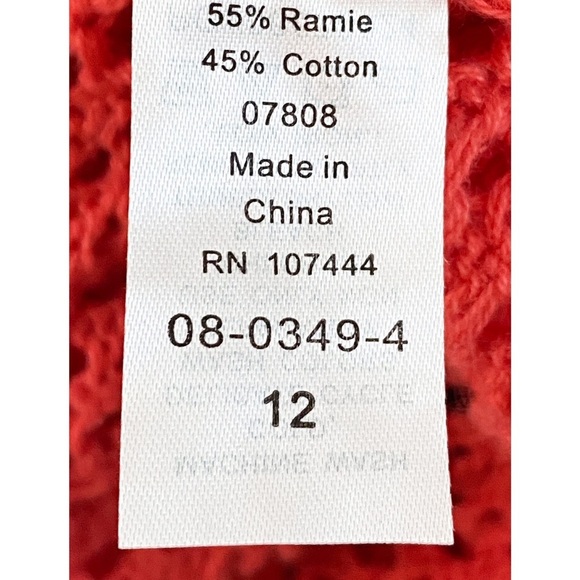 55% Ramie
45% Cotton
07808
Made in
China
RN 107444
08-0349-4
12